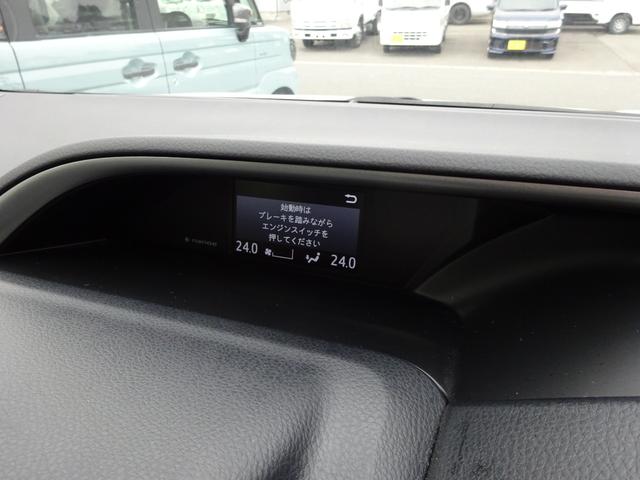 始動時は
ブレーキを踏みながら
エンジンスイッチを
押してください
24.0 24.0
nanoe